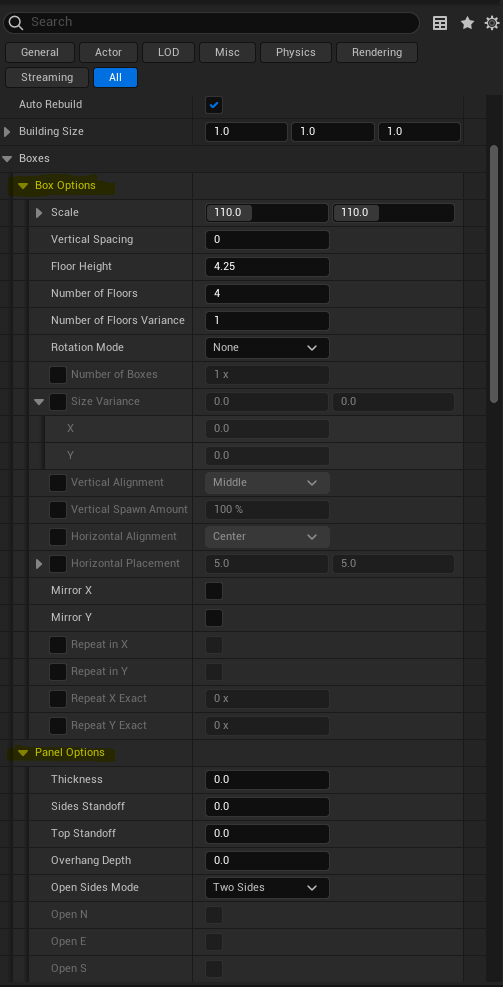 Search
General Actor LOD Misc Physics Rendering
Streaming All
Auto Rebuild
Building Size 1.0 1.0 1.0
Boxes
Box Options
Scale 110.0 110.0
Vertical Spacing 0
Floor Height 4.25
Number of Floors 4
Number of Floors Variance 1
Rotation Mode None
Number of Boxes 1 x
Size Variance 0.0 0.0
X 0.0
Y 0.0
Vertical Alignment Middle
Vertical Spawn Amount 100 %
Horizontal Alignment Center
Horizontal Placement 5.0 5.0
Mirror X
Mirror Y
Repeat in X
Repeat in Y
Repeat X Exact 0 x
Repeat Y Exact 0 x
Panel Options
Thickness 0.0
Sides Standoff 0.0
Top Standoff 0.0
Overhang Depth 0.0
Open Sides Mode Two Sides
Open N
Open E
Open S